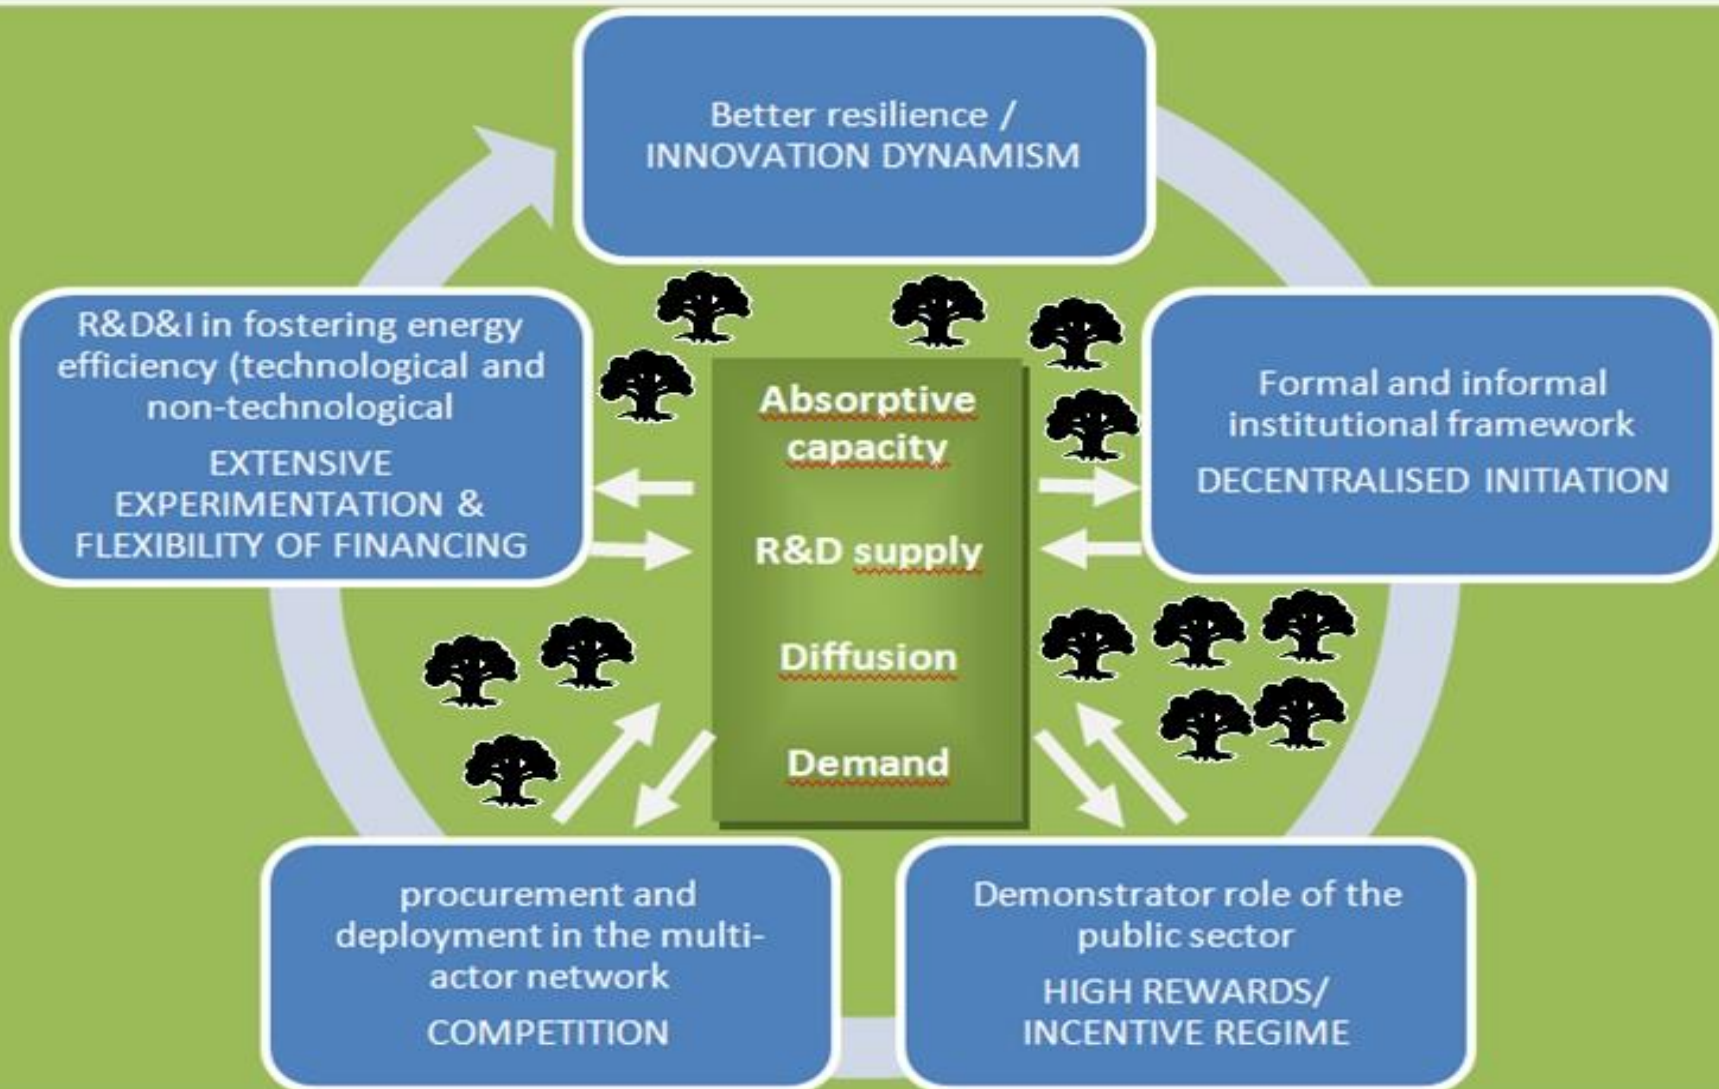 Better resilience /
INNOVATION DYNAMISM
R&D&I in fostering energy
efficiency (technological and
non-technological
EXTENSIVE
EXPERIMENTATION &
FLEXIBILITY OF FINANCING
Absorptive
capacity
R&D supply
Diffusion
Demand
Formal and informal
institutional framework
DECENTRALISED INITIATION
procurement and
deployment in the multi-
actor network
COMPETITION
Demonstrator role of the
public sector
HIGH REWARDS/
INCENTIVE REGIME